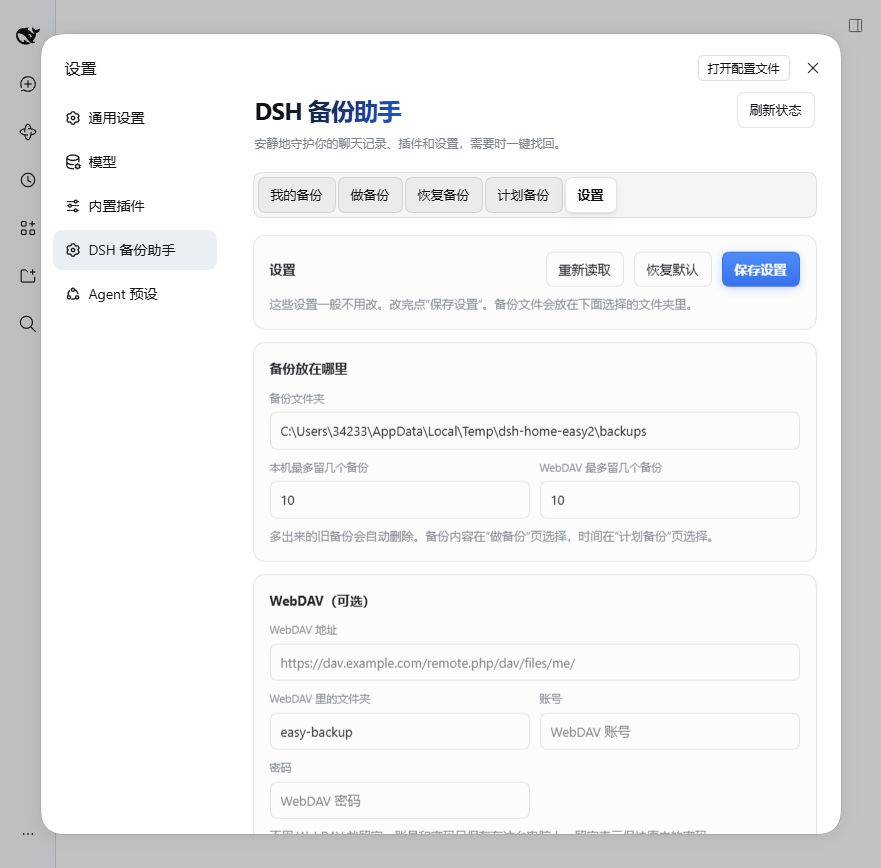 设置
打开配置文件
通用设置
模型
内置插件
DSH 备份助手
Agent 预设
DSH 备份助手
刷新状态
安静地守护你的聊天记录、插件和设置，需要时一键找回。
我的备份
做备份
恢复备份
计划备份
设置
设置
重新读取
恢复默认
保存设置
这些设置一般不用改。改完点“保存设置”。备份文件会放在下面选择的文件夹里。
备份放在哪里
备份文件夹
C:\Users\34233\AppData\Local\Temp\dsh-home-easy2\backups
本机最多留几个备份
WebDAV 最多留几个备份
10
10
多出来的旧备份会自动删除。备份内容在“做备份”页选择，时间在“计划备份”页选择。
WebDAV（可选）
WebDAV 地址
https://dav.example.com/remote.php/dav/files/me/
WebDAV 里的文件夹
账号
easy-backup
WebDAV 账号
密码
WebDAV 密码